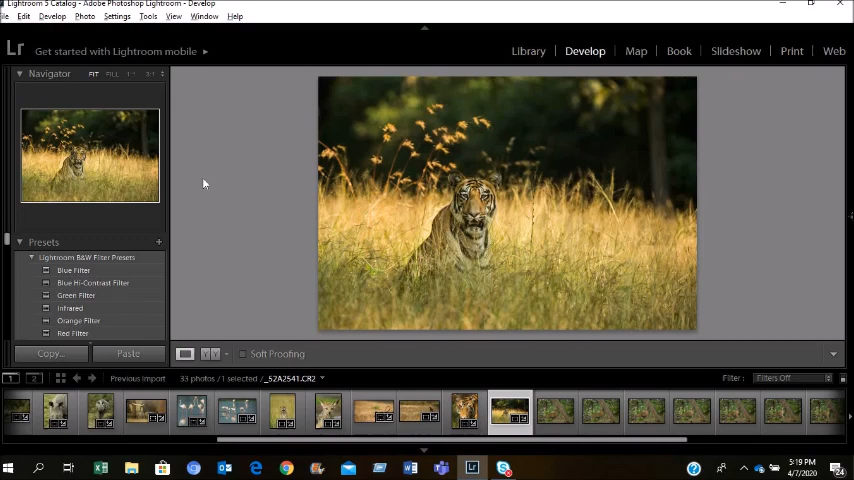 Lightroom 5 Catalog - Adobe Photoshop Lightroom - Develop
ile Edit Develop Photo Settings Tools View Window Help
Lr Get started with Lightroom mobile Library Develop Map Book Slideshow Print Web
Navigator FIT FILL 1:1 3:1
Presets
Lightroom B&W Filter Presets
Blue Filter
Blue Hi-Contrast Filter
Green Filter
Infrared
Orange Filter
Red Filter
Copy... Paste Y Y Soft Proofing
1 2 Previous Import 33 photos / 1 selected / _52A2541.CR2 Filter : Filters Off
5:19 PM
4/7/2020
24